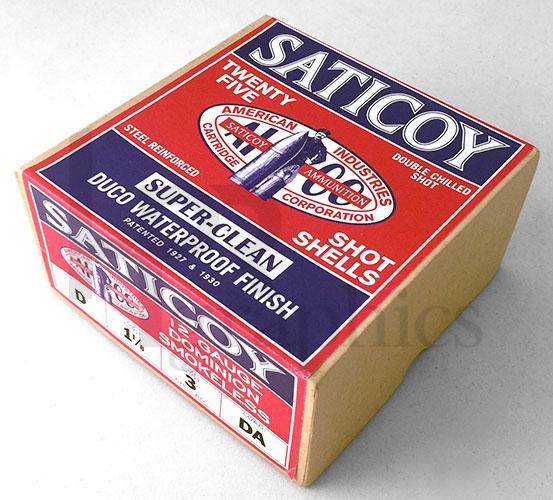 SATICOY
TWENTY
FIVE
AMERICAN
INDUSTRIES
SATICOY
AMMUNITION
CARTRIDGE
CORPORATION
STEEL REINFORCED
DOUBLE CHILLED
SHOT
SHOT
SHELLS
SUPER-CLEAN
DUCO WATERPROOF FINISH
PATENTED 1927 & 1930
SATICOY
12 GAUGE
DOMINION
SMOKELESS
D
1⅛
3
DA